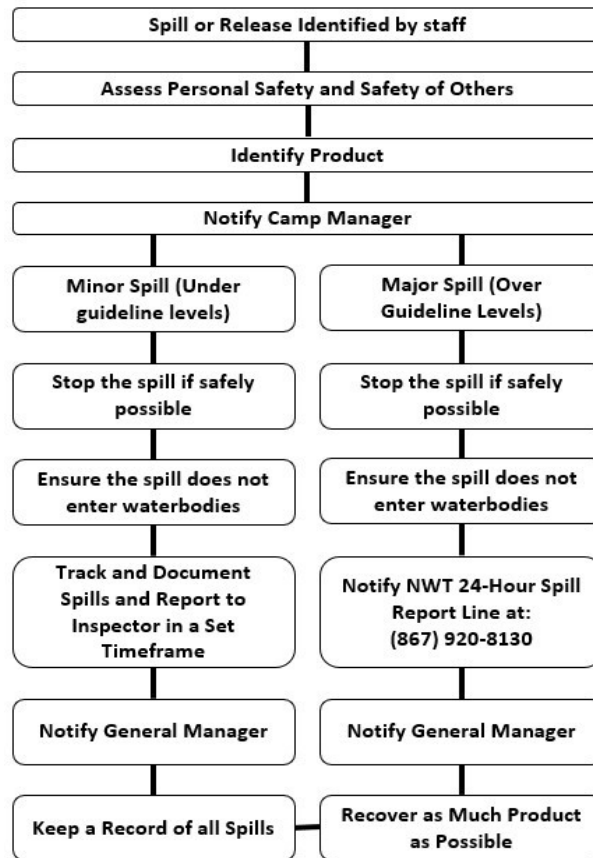 Spill or Release Identified by staff
Assess Personal Safety and Safety of Others
Identify Product
Notify Camp Manager
Minor Spill (Under
guideline levels)
Major Spill (Over
Guideline Levels)
Stop the spill if safely
possible
Stop the spill if safely
possible
Ensure the spill does not
enter waterbodies
Ensure the spill does not
enter waterbodies
Track and Document
Spills and Report to
Inspector in a Set
Timeframe
Notify NWT 24-Hour Spill
Report Line at:
(867) 920-8130
Notify General Manager
Notify General Manager
Keep a Record of all Spills
Recover as Much Product
as Possible